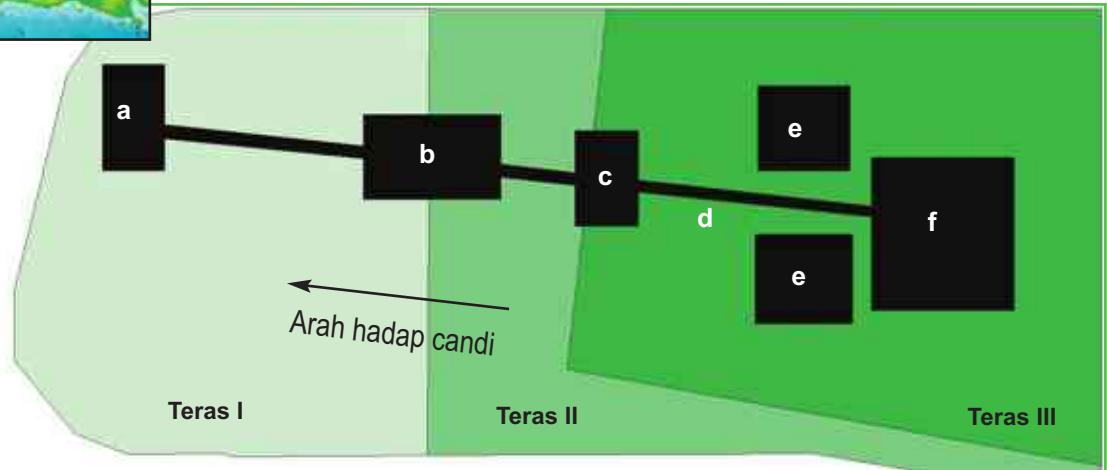 a
b
c
d
e
e
f
Arah hadap candi
Teras I
Teras II
Teras III